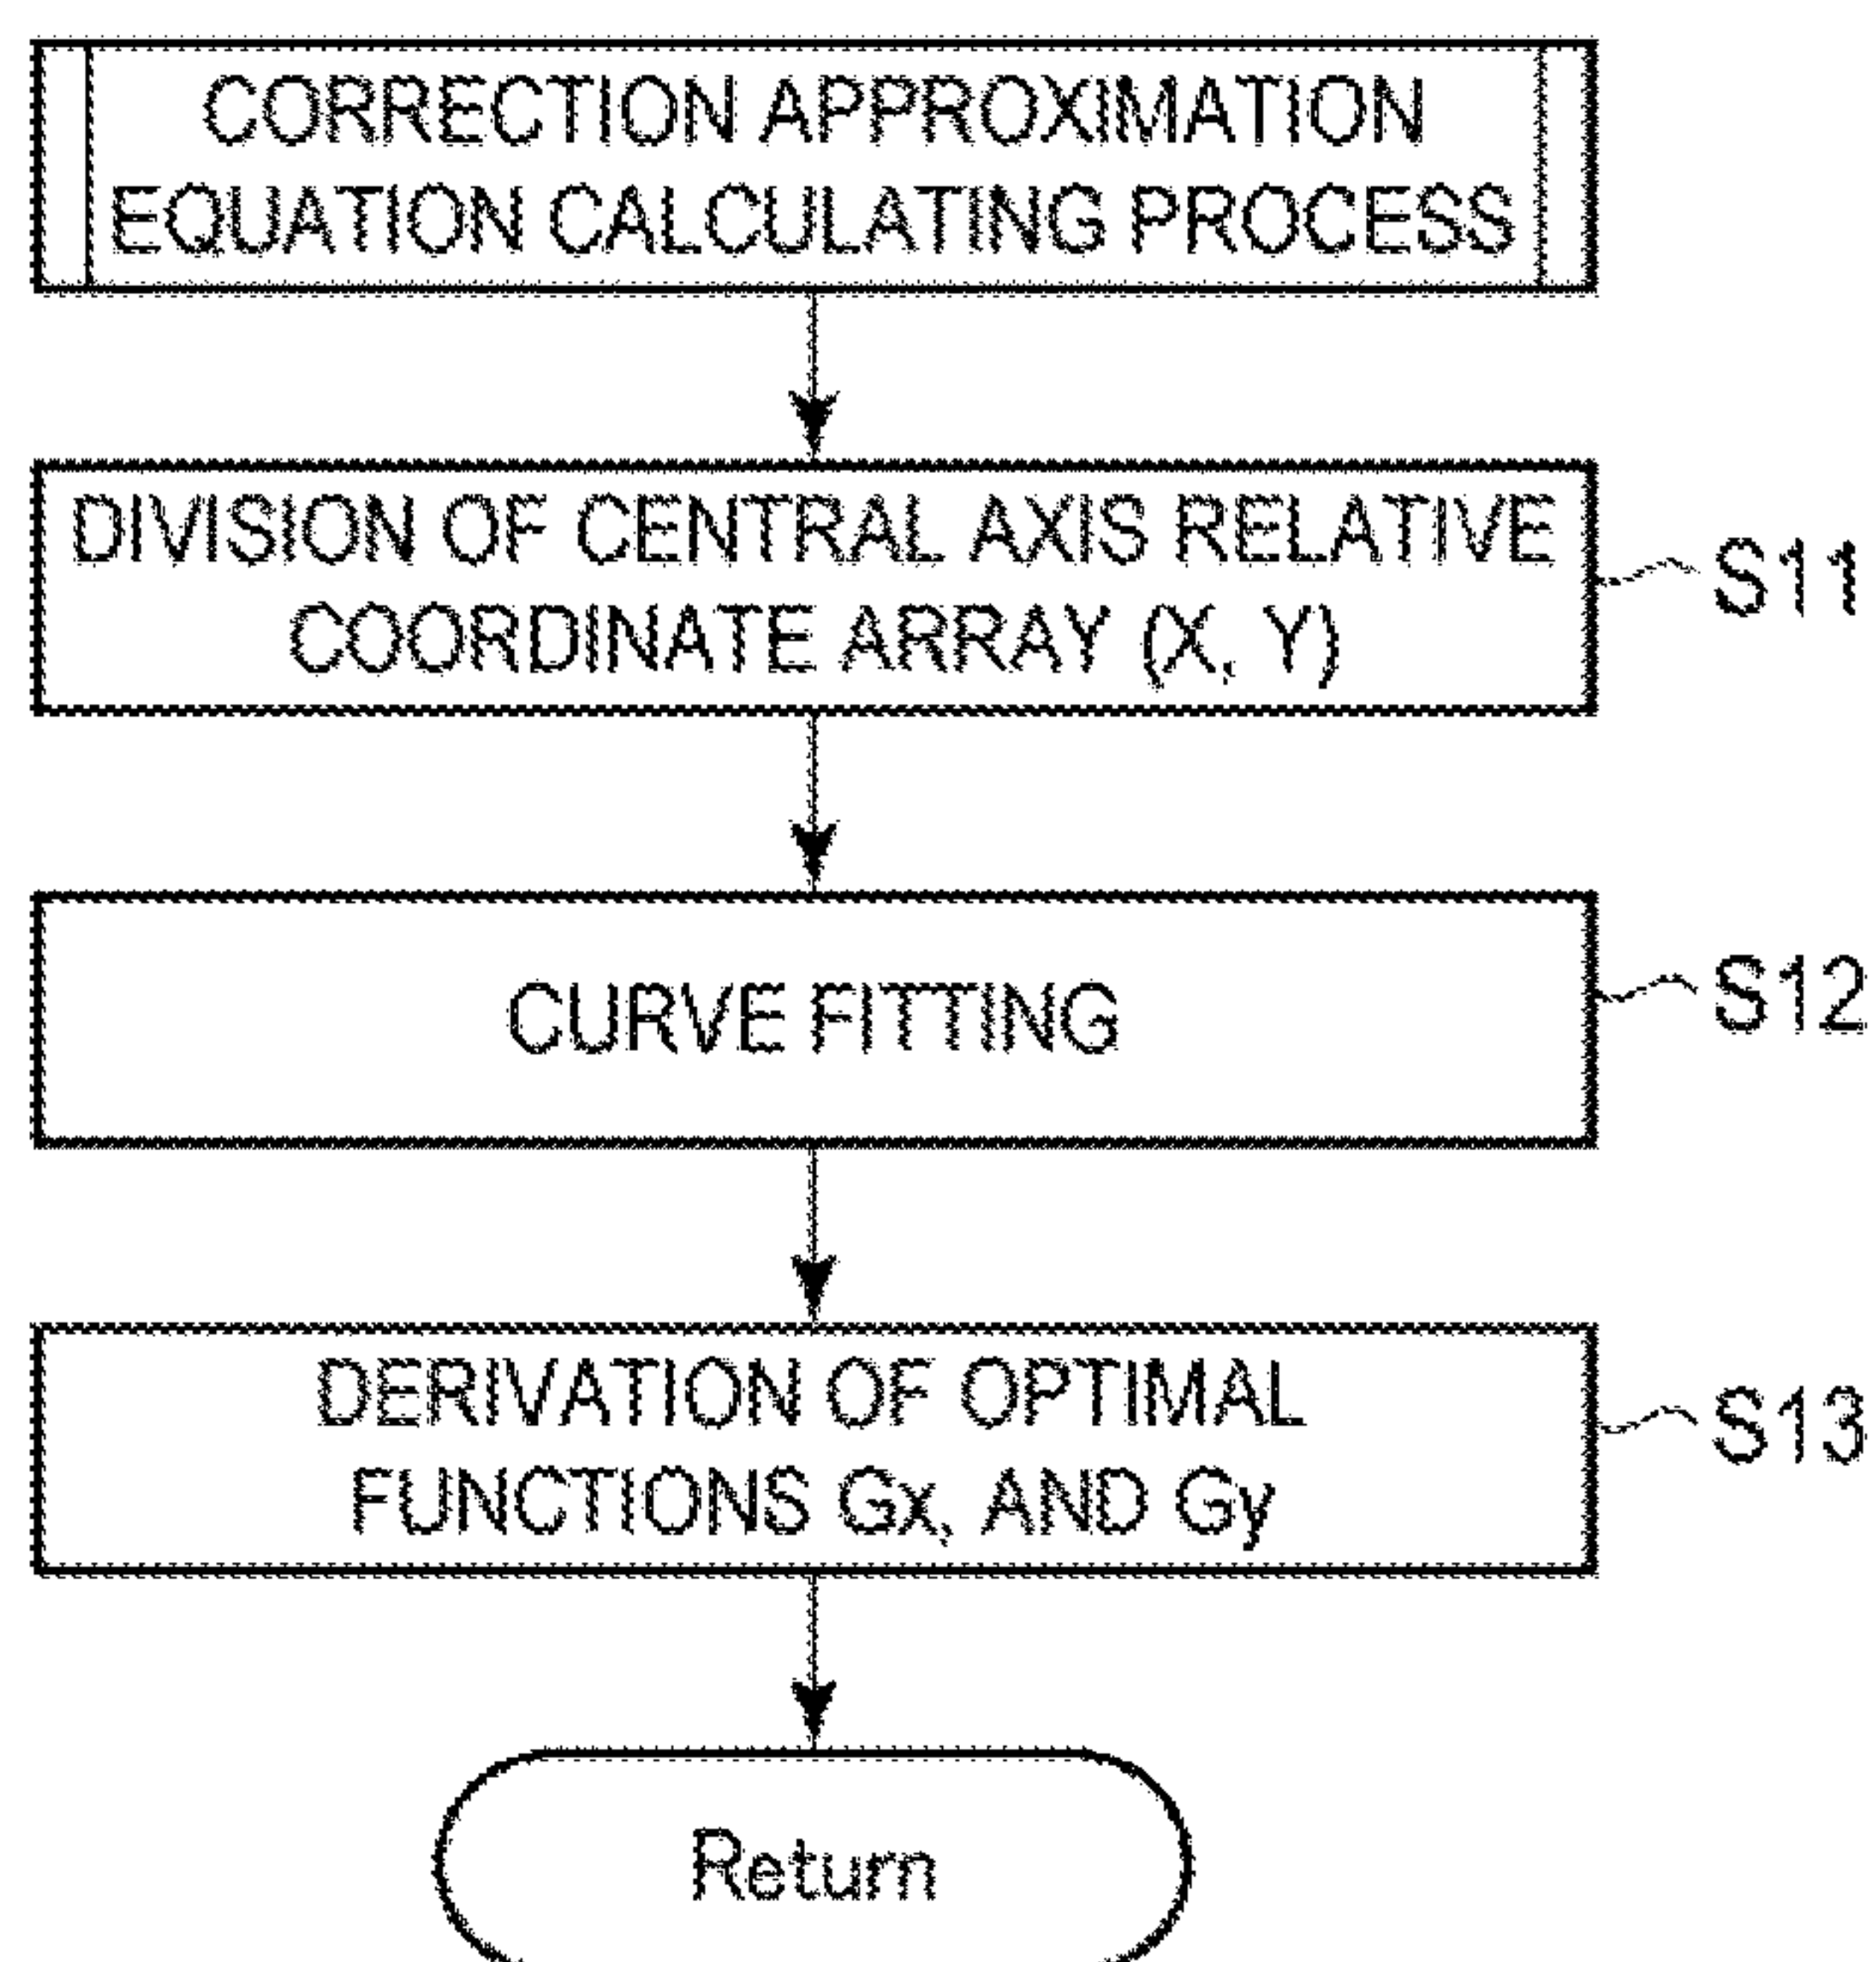 CORRECTION APPROXIMATION
EQUATION CALCULATING PROCESS
DIVISION OF CENTRAL AXIS RELATIVE
COORDINATE ARRAY (X, Y)
S11
CURVE FITTING
S12
DERIVATION OF OPTIMAL
FUNCTIONS Gx, AND Gy
S13
Return